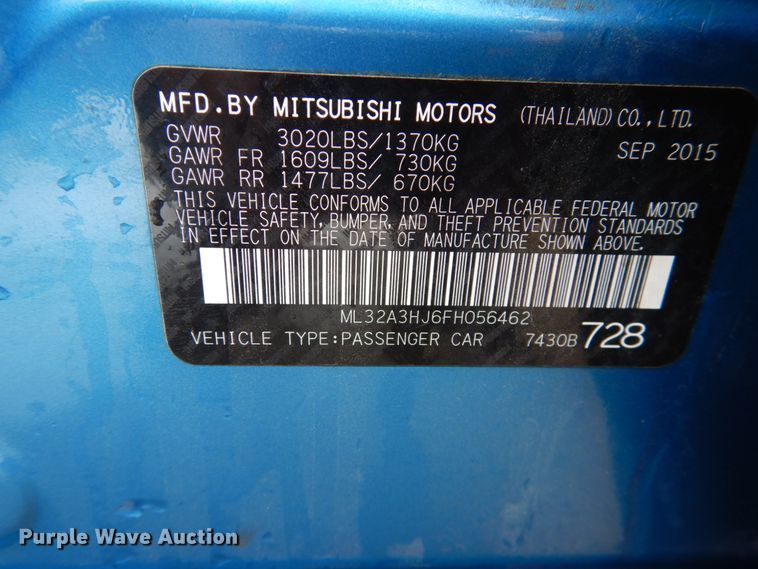 MFD.BY MITSUBISHI MOTORS (THAILAND) CO., LTD.
GVWR 3020LBS/1370KG SEP 2015
GAWR FR 1609LBS/ 730KG
GAWR RR 1477LBS/ 670KG
THIS VEHICLE CONFORMS TO ALL APPLICABLE FEDERAL MOTOR
VEHICLE SAFETY, BUMPER, AND THEFT PREVENTION STANDARDS
IN EFFECT ON THE DATE OF MANUFACTURE SHOWN ABOVE.
ML32A3HJ6FH056462
VEHICLE TYPE:PASSENGER CAR 7430B 728
Purple Wave Auction